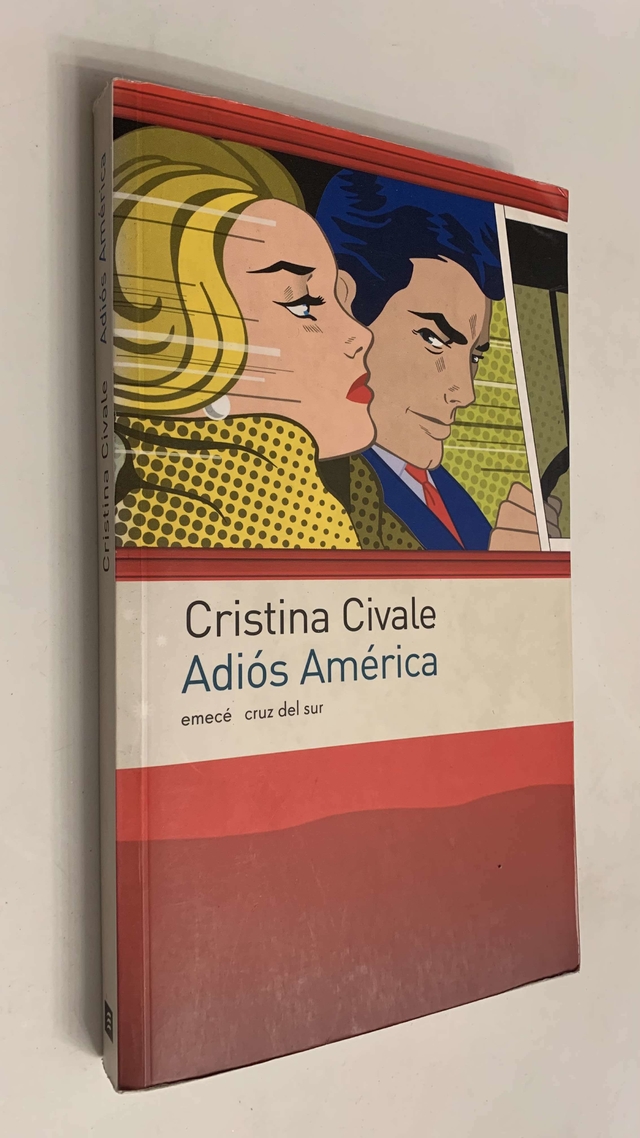 Cristina Civale
Adiós América
emecé cruz del sur
Cristina Civale Adiós América